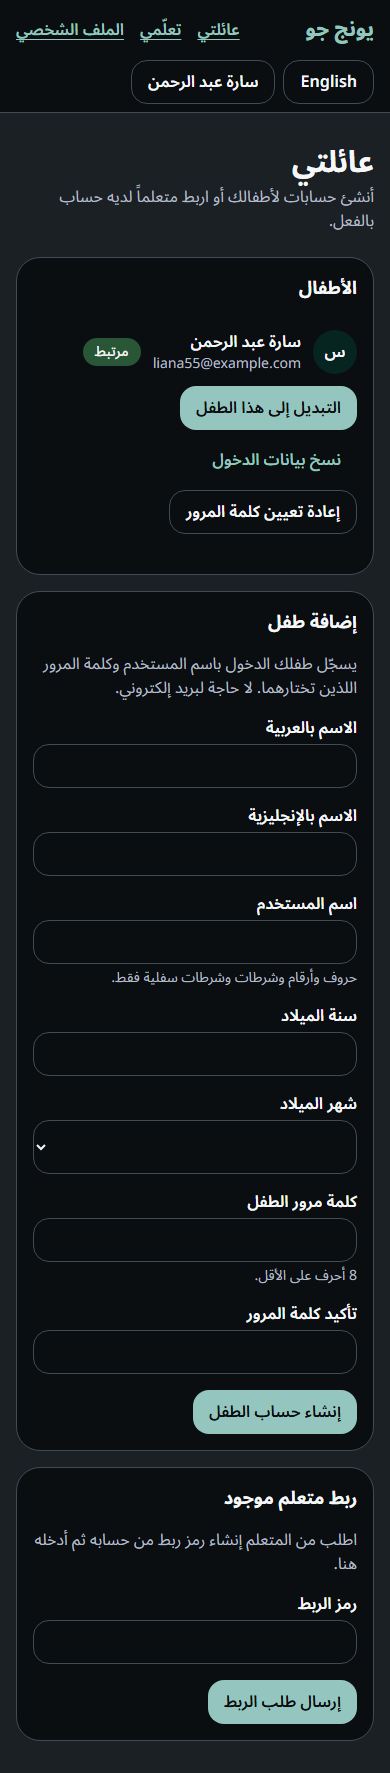 يونج جو
عائلتي
تعلّمي
الملف الشخصي
English
سارة عبد الرحمن
عائلتي
أنشئ حسابات لأطفالك أو اربط متعلماً لديه حساب
بالفعل.
الأطفال
س
سارة عبد الرحمن
liana55@example.com
مرتبط
التبديل إلى هذا الطفل
نسخ بيانات الدخول
إعادة تعيين كلمة المرور
إضافة طفل
يسجّل طفلك الدخول باسم المستخدم وكلمة المرور
اللذين تختارهما. لا حاجة لبريد إلكتروني.
الاسم بالعربية
الاسم بالإنجليزية
اسم المستخدم
حروف وأرقام وشرطات وشرطات سفلية فقط.
سنة الميلاد
شهر الميلاد
كلمة مرور الطفل
8 أحرف على الأقل.
تأكيد كلمة المرور
إنشاء حساب الطفل
ربط متعلم موجود
اطلب من المتعلم إنشاء رمز ربط من حسابه ثم أدخله
هنا.
رمز الربط
إرسال طلب الربط